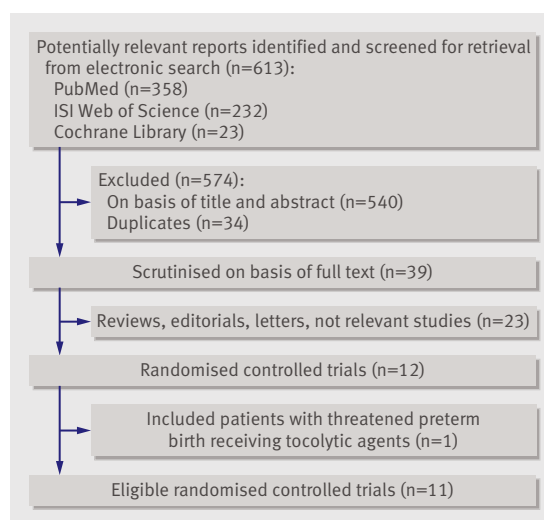 Potentially relevant reports identified and screened for retrieval
from electronic search (n=613):
PubMed (n=358)
ISI Web of Science (n=232)
Cochrane Library (n=23)
Excluded (n=574):
On basis of title and abstract (n=540)
Duplicates (n=34)
Scrutinised on basis of full text (n=39)
Reviews, editorials, letters, not relevant studies (n=23)
Randomised controlled trials (n=12)
Included patients with threatened preterm
birth receiving tocolytic agents (n=1)
Eligible randomised controlled trials (n=11)